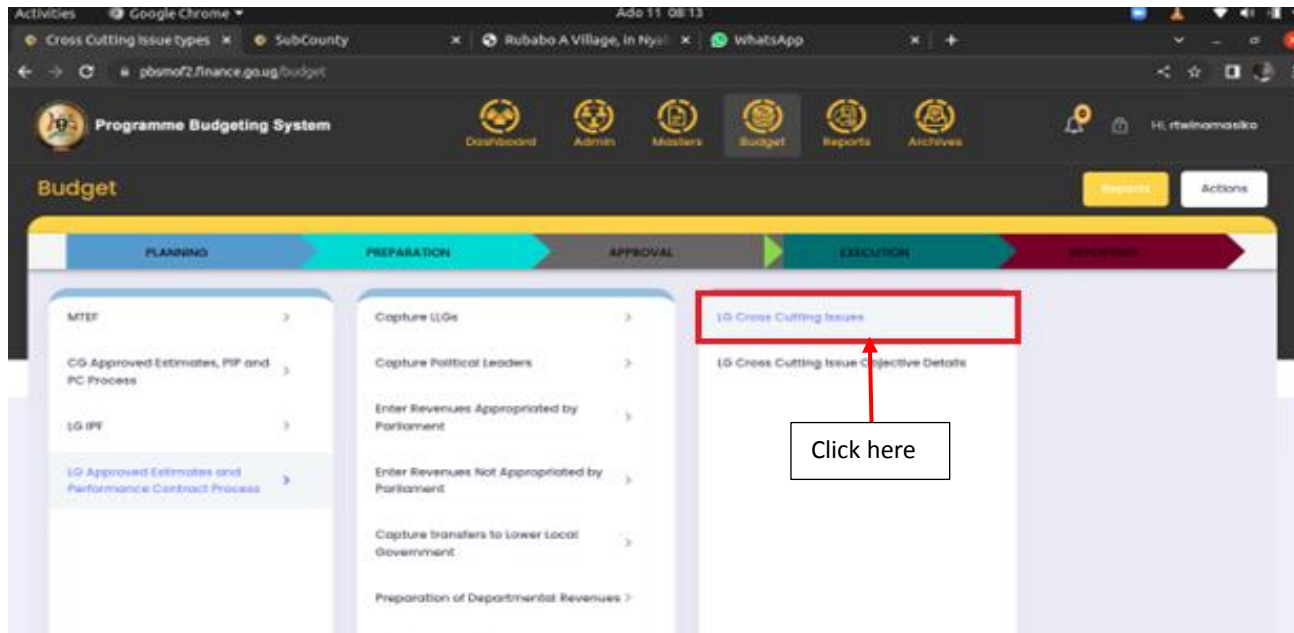 Activities Google Chrome Ado 11 08:13
Cross Cutting Issue types SubCounty Rubabo A Village, in Nya WhatsApp
pbsmof2.finance.go.ug/budget
Programme Budgeting System
Dashboard Admin Masters Budget Reports Archives
0
Hi, rtwinomasiko
Budget
Reports Actions
PLANNING PREPARATION APPROVAL EXECUTION REPORTING
MTEF
CG Approved Estimates, PIP and
PC Process
LG IPF
LG Approved Estimates and
Performance Contract Process
Capture LLGs
Capture Political Leaders
Enter Revenues Appropriated by
Parliament
Enter Revenues Not Appropriated by
Parliament
Capture transfers to Lower Local
Government
Preparation of Departmental Revenues
LG Cross Cutting Issues
LG Cross Cutting Issue Objective Details
Click here